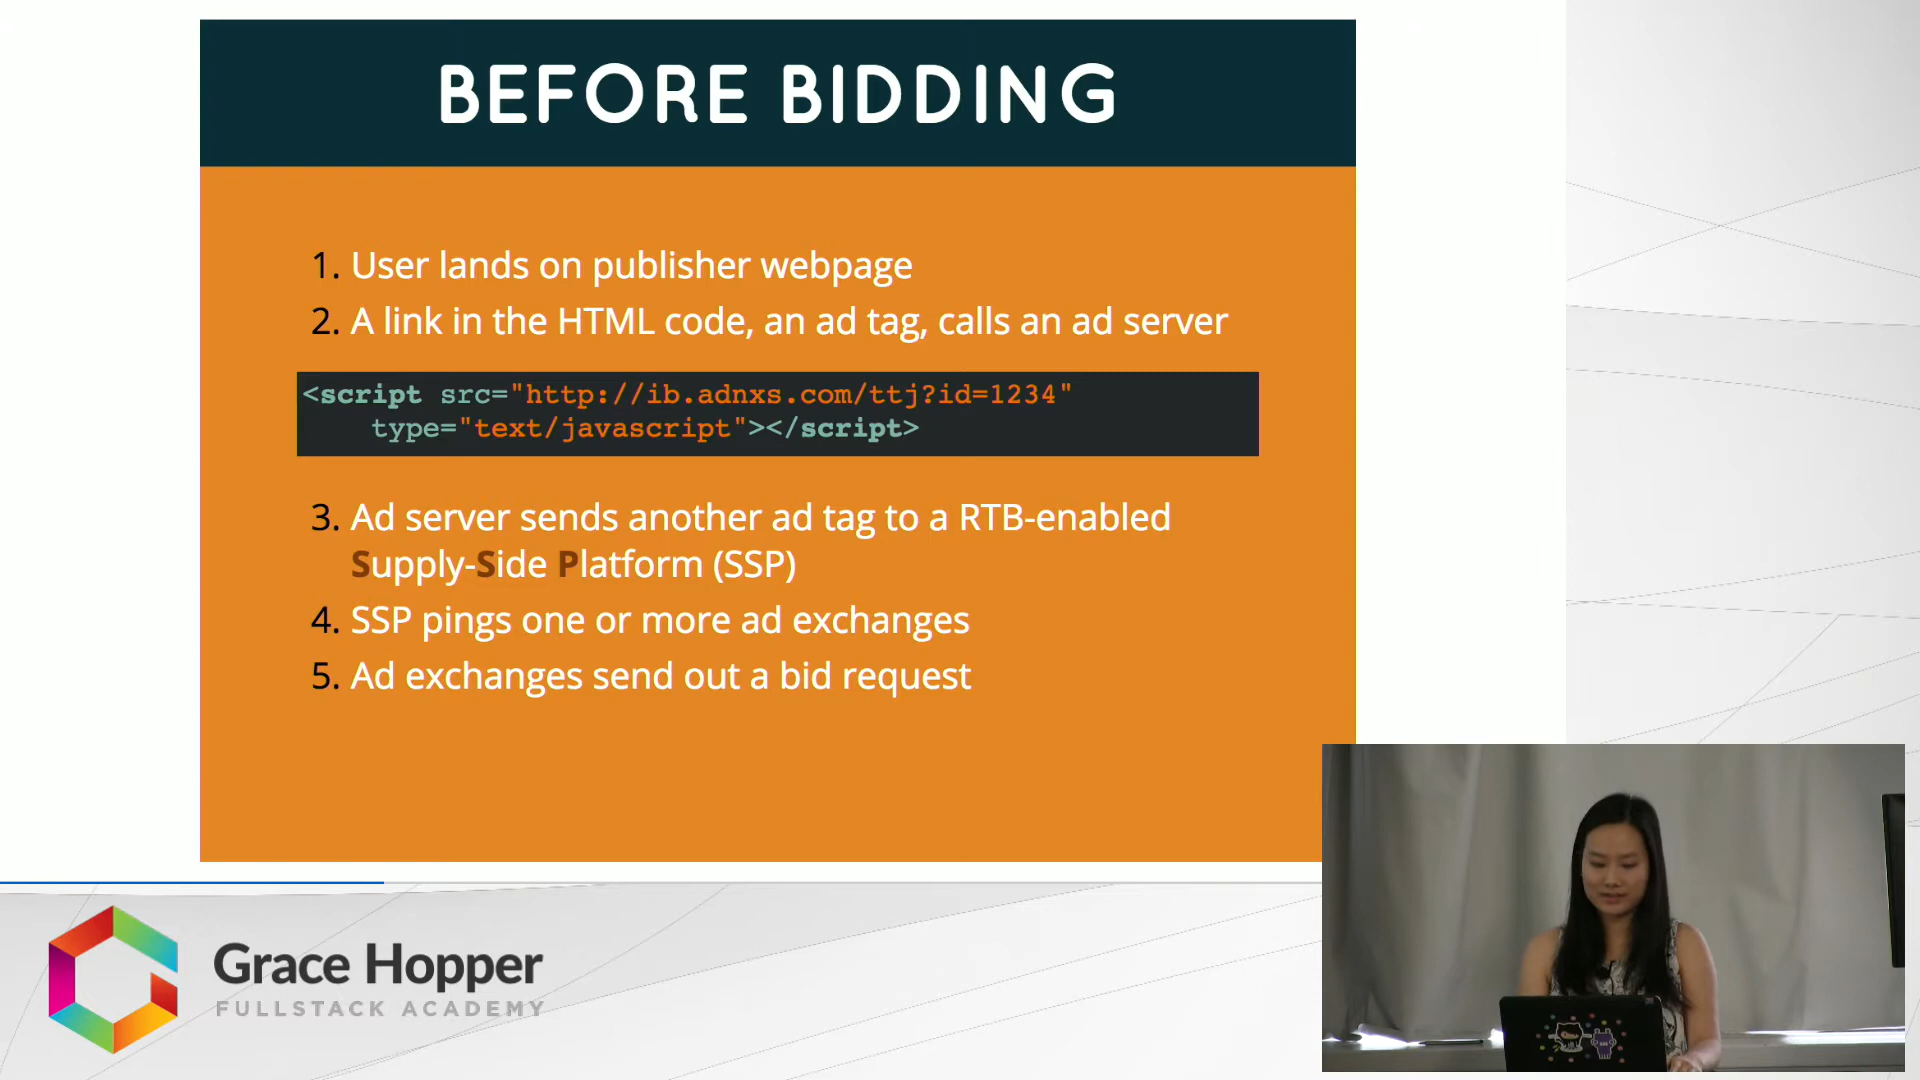 BEFORE BIDDING
1. User lands on publisher webpage
2. A link in the HTML code, an ad tag, calls an ad server
<script src="http://ib.adnxs.com/ttj?id=1234"
type="text/javascript"></script>
3. Ad server sends another ad tag to a RTB-enabled
Supply-Side Platform (SSP)
4. SSP pings one or more ad exchanges
5. Ad exchanges send out a bid request
Grace Hopper
FULLSTACK ACADEMY